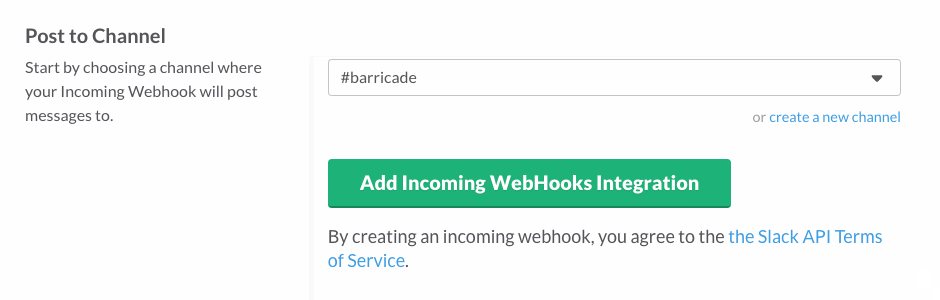 Post to Channel
Start by choosing a channel where
your Incoming Webhook will post
messages to.
#barricade
or create a new channel
Add Incoming WebHooks Integration
By creating an incoming webhook, you agree to the the Slack API Terms
of Service.